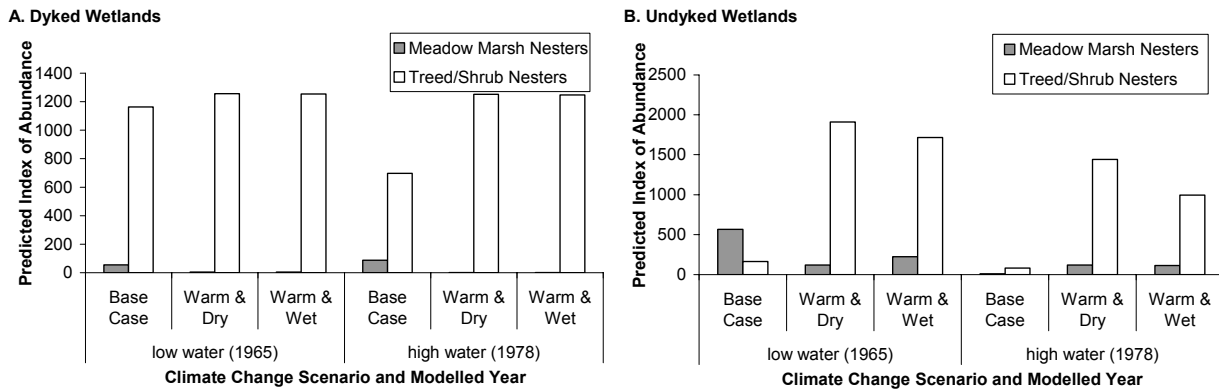 A. Dyked Wetlands
Meadow Marsh Nesters
Treed/Shrub Nesters
Predicted Index of Abundance
1400
1200
1000
800
600
400
200
0
Base Case
Warm & Dry
Warm & Wet
Base Case
Warm & Dry
Warm & Wet
low water (1965)
high water (1978)
Climate Change Scenario and Modelled Year
B. Undyked Wetlands
Meadow Marsh Nesters
Treed/Shrub Nesters
Predicted Index of Abundance
2500
2000
1500
1000
500
0
Base Case
Warm & Dry
Warm & Wet
Base Case
Warm & Dry
Warm & Wet
low water (1965)
high water (1978)
Climate Change Scenario and Modelled Year